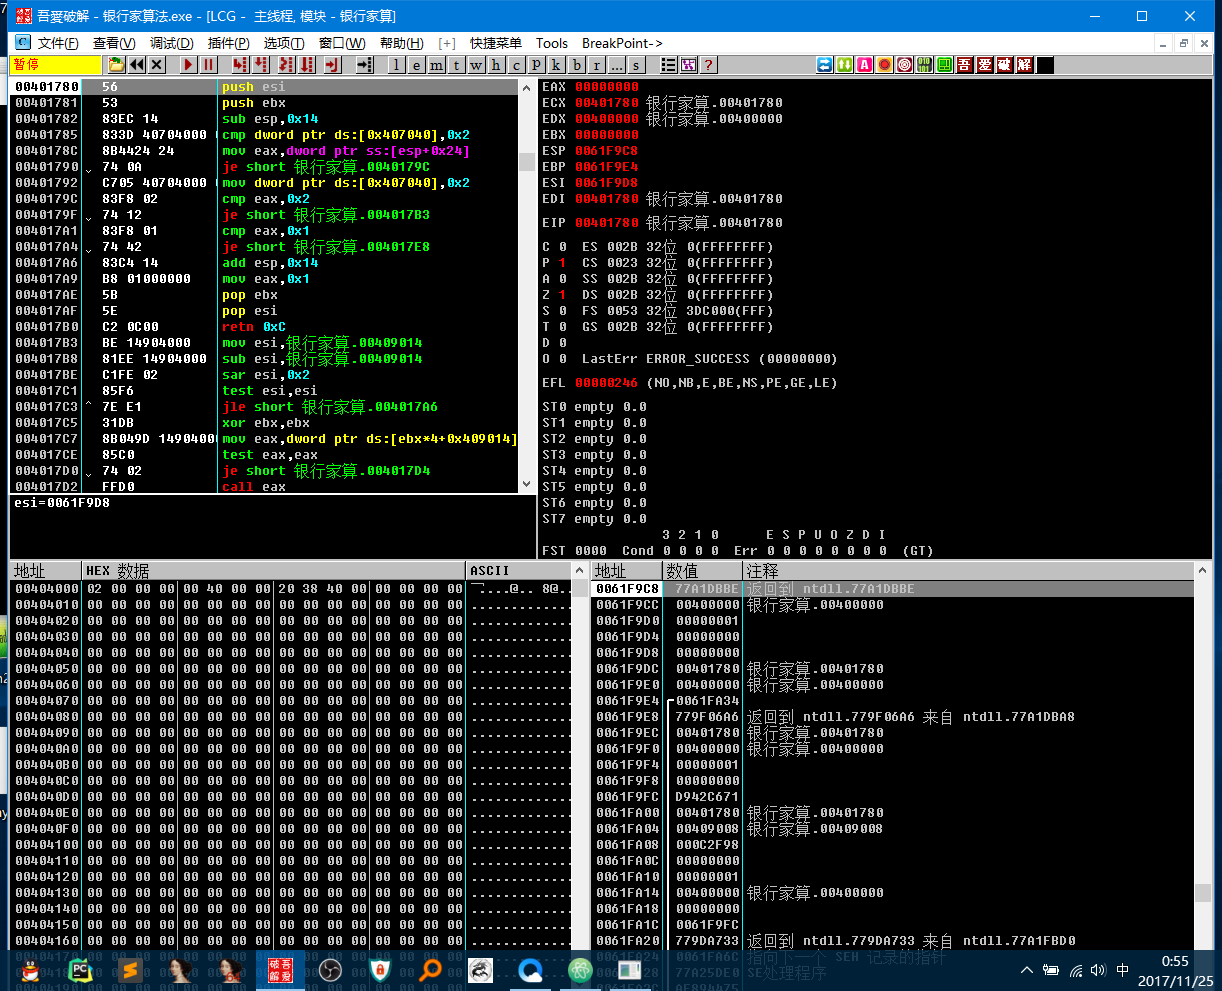 吾愛破解 - 银行家算法.exe - [LCG - 主线程, 模块 - 银行家算]
文件(F) 查看(V) 调试(D) 插件(P) 选项(T) 窗口(W) 帮助(H) [+] 快捷菜单 Tools BreakPoint->
暂停
l e m t w h c p k b r ... s ? 吾 爱 破 解
00401780 56 push esi
00401781 53 push ebx
00401782 83EC 14 sub esp,0x14
00401785 833D 40704000 cmp dword ptr ds:[0x407040],0x2
0040178C 8B4424 24 mov eax,dword ptr ss:[esp+0x24]
00401790 74 0A je short 银行家算.0040179C
00401792 C705 40704000 mov dword ptr ds:[0x407040],0x2
0040179C 83F8 02 cmp eax,0x2
0040179F 74 12 je short 银行家算.004017B3
004017A1 83F8 01 cmp eax,0x1
004017A4 74 42 je short 银行家算.004017E8
004017A6 83C4 14 add esp,0x14
004017A9 B8 01000000 mov eax,0x1
004017AE 5B pop ebx
004017AF 5E pop esi
004017B0 C2 0C00 retn 0xC
004017B3 BE 14904000 mov esi,银行家算.00409014
004017B8 81EE 14904000 sub esi,银行家算.00409014
004017BE C1FE 02 sar esi,0x2
004017C1 85F6 test esi,esi
004017C3 7E E1 jle short 银行家算.004017A6
004017C5 31DB xor ebx,ebx
004017C7 8B049D 1490400 mov eax,dword ptr ds:[ebx*4+0x409014]
004017CE 85C0 test eax,eax
004017D0 74 02 je short 银行家算.004017D4
004017D2 FFD0 call eax
esi=0061F9D8
EAX 00000000
ECX 00401780 银行家算.00401780
EDX 00400000 银行家算.00400000
EBX 00000000
ESP 0061F9C8
EBP 0061F9E4
ESI 0061F9D8
EDI 00401780 银行家算.00401780
EIP 00401780 银行家算.00401780
C 0 ES 002B 32位 0(FFFFFFFF)
P 1 CS 0023 32位 0(FFFFFFFF)
A 0 SS 002B 32位 0(FFFFFFFF)
Z 1 DS 002B 32位 0(FFFFFFFF)
S 0 FS 0053 32位 3DC000(FFF)
T 0 GS 002B 32位 0(FFFFFFFF)
D 0
O 0 LastErr ERROR_SUCCESS (00000000)
EFL 00000246 (NO,NB,E,BE,NS,PE,GE,LE)
ST0 empty 0.0
ST1 empty 0.0
ST2 empty 0.0
ST3 empty 0.0
ST4 empty 0.0
ST5 empty 0.0
ST6 empty 0.0
ST7 empty 0.0
3 2 1 0 E S P U O Z D I
FST 0000 Cond 0 0 0 0 Err 0 0 0 0 0 0 0 0 (GT)
地址 HEX 数据 ASCII
00404000 02 00 00 00 00 40 00 00 20 38 40 00 00 00 00 00 ....@.. 8@.....
00404010 00 00 00 00 00 00 00 00 00 00 00 00 00 00 00 00 ................
00404020 00 00 00 00 00 00 00 00 00 00 00 00 00 00 00 00 ................
00404030 00 00 00 00 00 00 00 00 00 00 00 00 00 00 00 00 ................
00404040 00 00 00 00 00 00 00 00 00 00 00 00 00 00 00 00 ................
00404050 00 00 00 00 00 00 00 00 00 00 00 00 00 00 00 00 ................
00404060 00 00 00 00 00 00 00 00 00 00 00 00 00 00 00 00 ................
00404070 00 00 00 00 00 00 00 00 00 00 00 00 00 00 00 00 ................
00404080 00 00 00 00 00 00 00 00 00 00 00 00 00 00 00 00 ................
00404090 00 00 00 00 00 00 00 00 00 00 00 00 00 00 00 00 ................
004040A0 00 00 00 00 00 00 00 00 00 00 00 00 00 00 00 00 ................
004040B0 00 00 00 00 00 00 00 00 00 00 00 00 00 00 00 00 ................
004040C0 00 00 00 00 00 00 00 00 00 00 00 00 00 00 00 00 ................
004040D0 00 00 00 00 00 00 00 00 00 00 00 00 00 00 00 00 ................
004040E0 00 00 00 00 00 00 00 00 00 00 00 00 00 00 00 00 ................
004040F0 00 00 00 00 00 00 00 00 00 00 00 00 00 00 00 00 ................
00404100 00 00 00 00 00 00 00 00 00 00 00 00 00 00 00 00 ................
00404110 00 00 00 00 00 00 00 00 00 00 00 00 00 00 00 00 ................
00404120 00 00 00 00 00 00 00 00 00 00 00 00 00 00 00 00 ................
00404130 00 00 00 00 00 00 00 00 00 00 00 00 00 00 00 00 ................
00404140 00 00 00 00 00 00 00 00 00 00 00 00 00 00 00 00 ................
00404150 00 00 00 00 00 00 00 00 00 00 00 00 00 00 00 00 ................
00404160 00 00 00 00 00 00 00 00 00 00 00 00 00 00 00 00 ................
地址 数值 注释
0061F9C8 77A1DBBE 返回到 ntdll.77A1DBBE
0061F9CC 00400000 银行家算.00400000
0061F9D0 00000001
0061F9D4 00000000
0061F9D8 00000000
0061F9DC 00401780 银行家算.00401780
0061F9E0 00400000 银行家算.00400000
0061F9E4 0061FA34
0061F9E8 779F06A6 返回到 ntdll.779F06A6 来自 ntdll.77A1DBA8
0061F9EC 00401780 银行家算.00401780
0061F9F0 00400000 银行家算.00400000
0061F9F4 00000001
0061F9F8 00000000
0061F9FC D942C671
0061FA00 00401780 银行家算.00401780
0061FA04 00409008 银行家算.00409008
0061FA08 000C2F98
0061FA0C 00000000
0061FA10 00000001
0061FA14 00400000 银行家算.00400000
0061FA18 00000000
0061FA1C 0061F9FC
0061FA20 779DA733 返回到 ntdll.779DA733 来自 ntdll.77A1FBD0
0061FA24 0061FA6C 指向下一个 SEH 记录的指针
0061FA28 77A25DE0 SE处理程序
中
0:55
2017/11/25